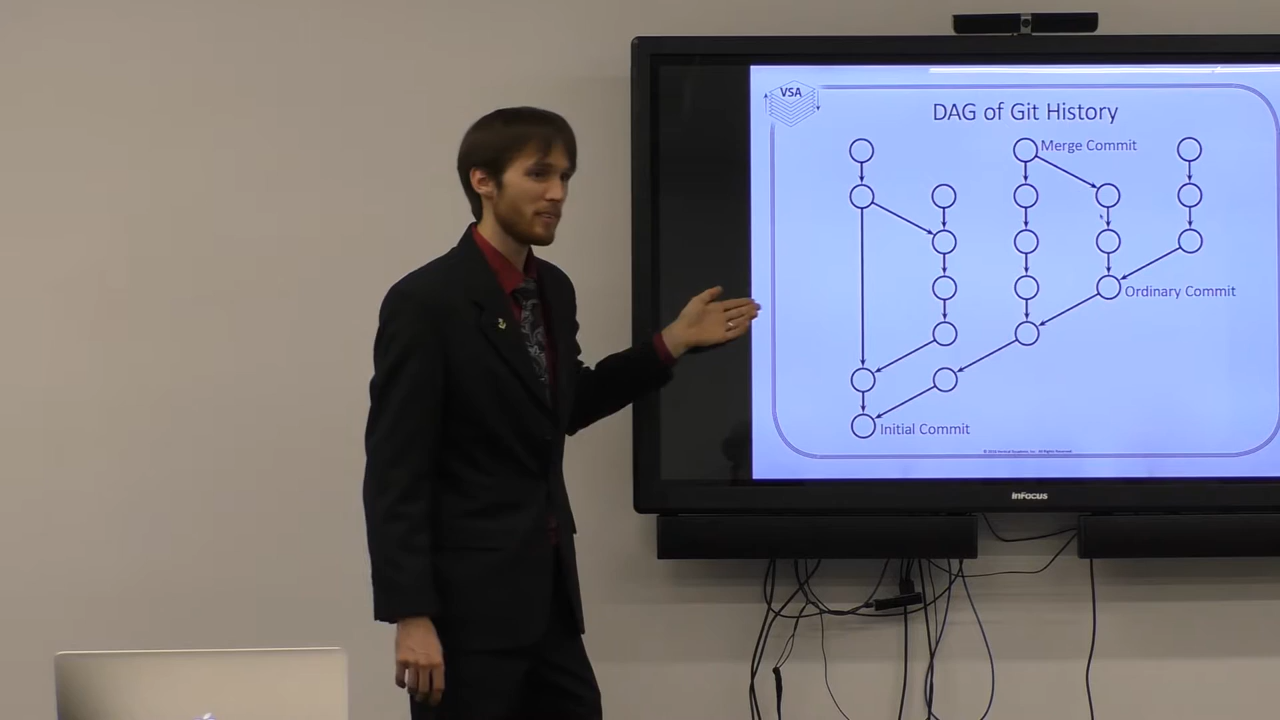 VSA
DAG of Git History
Merge Commit
Ordinary Commit
Initial Commit
InFocus